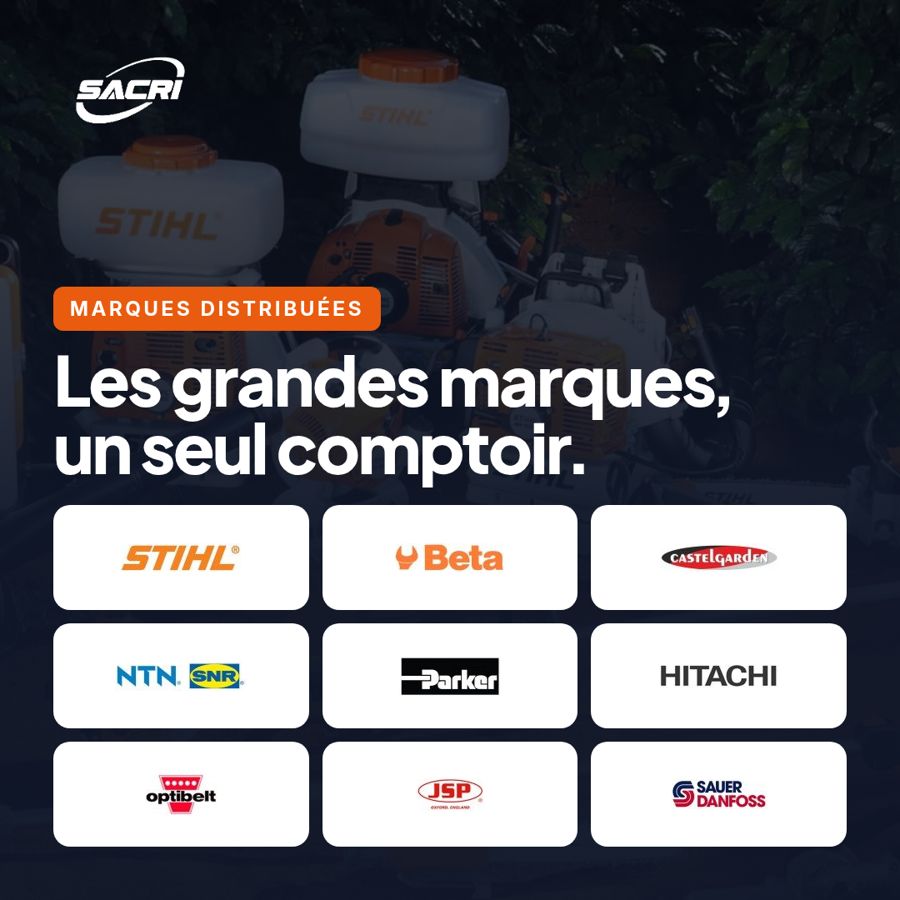 SACRI
STIHL
STIHL
MARQUES DISTRIBUÉES
Les grandes marques,
un seul comptoir.
STIHL®
Beta
CASTELGARDEN
NTN® SNR®
Parker
HITACHI
optibelt
JSP®
OXFORD, ENGLAND
SAUER
DANFOSS